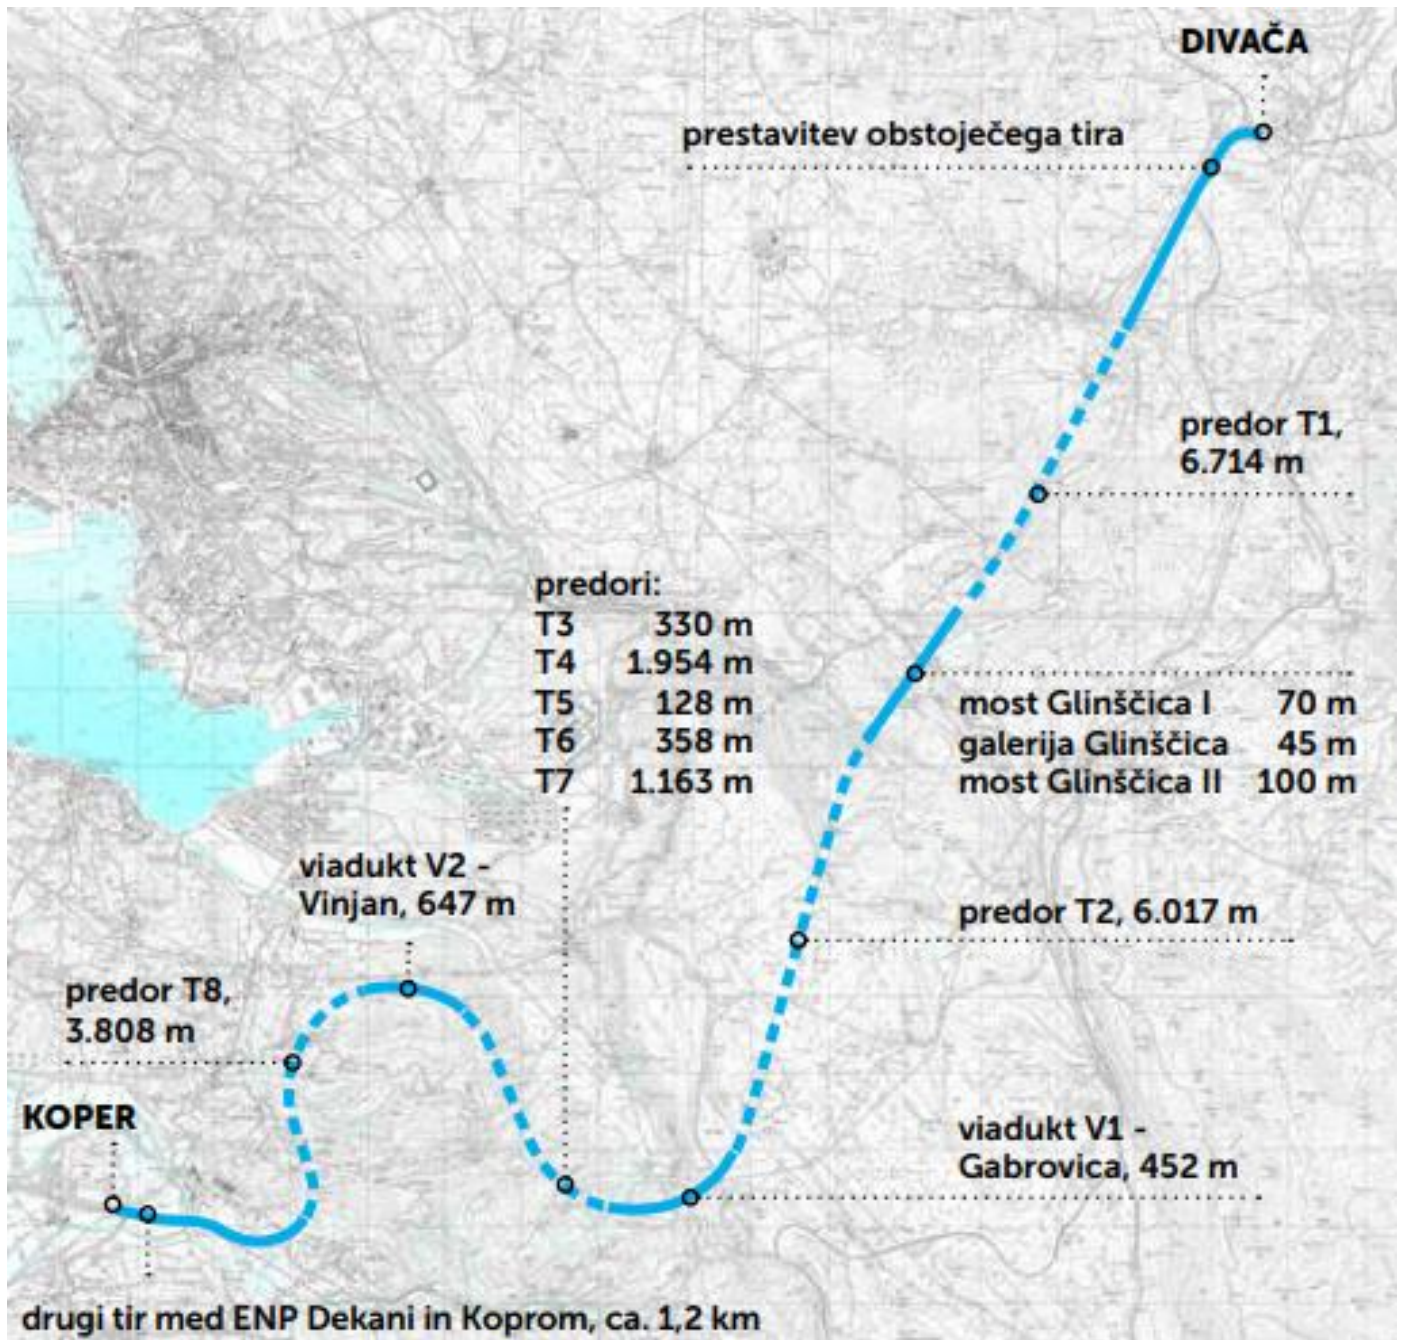 DIVAČA
prestavitev obstoječega tira
predor T1,
6.714 m
predori:
T3 330 m
T4 1.954 m
T5 128 m
T6 358 m
T7 1.163 m
most Glinščica I 70 m
galerija Glinščica 45 m
most Glinščica II 100 m
viadukt V2 -
Vinjan, 647 m
predor T2, 6.017 m
predor T8,
3.808 m
KOPER
viadukt V1 -
Gabrovica, 452 m
drugi tir med ENP Dekani in Koprom, ca. 1,2 km